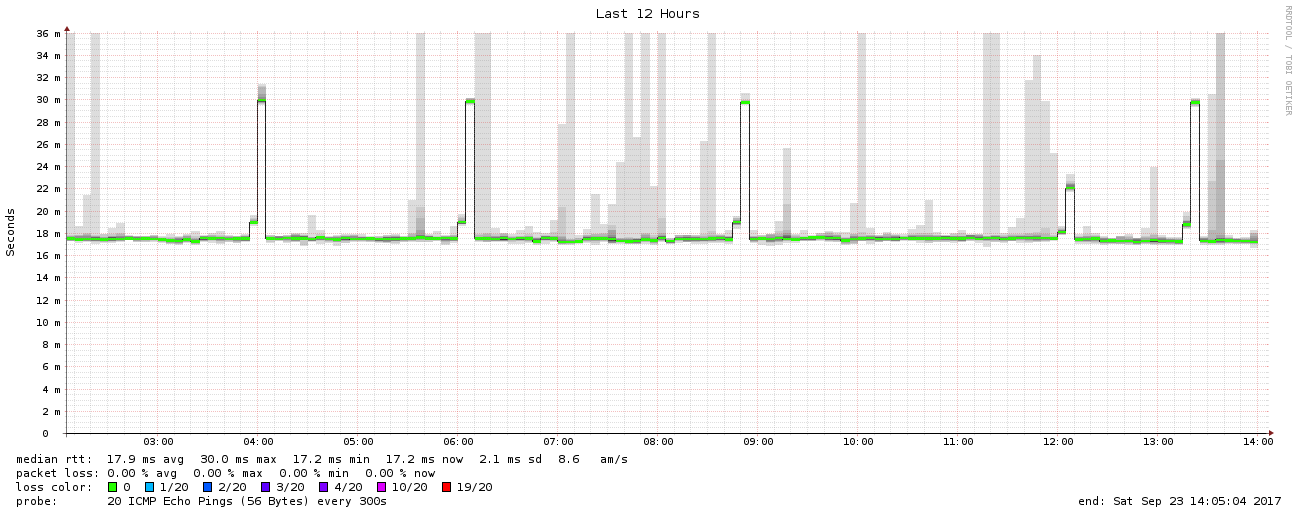 Last 12 Hours
RRDTOOL / TOBI OETIKER
Seconds
36 m
34 m
32 m
30 m
28 m
26 m
24 m
22 m
20 m
18 m
16 m
14 m
12 m
10 m
8 m
6 m
4 m
2 m
0
03:00 04:00 05:00 06:00 07:00 08:00 09:00 10:00 11:00 12:00 13:00 14:00
median rtt: 17.9 ms avg 30.0 ms max 17.2 ms min 17.2 ms now 2.1 ms sd 8.6 am/s
packet loss: 0.00 % avg 0.00 % max 0.00 % min 0.00 % now
loss color: 0 1/20 2/20 3/20 4/20 10/20 19/20
probe: 20 ICMP Echo Pings (56 Bytes) every 300s end: Sat Sep 23 14:05:04 2017